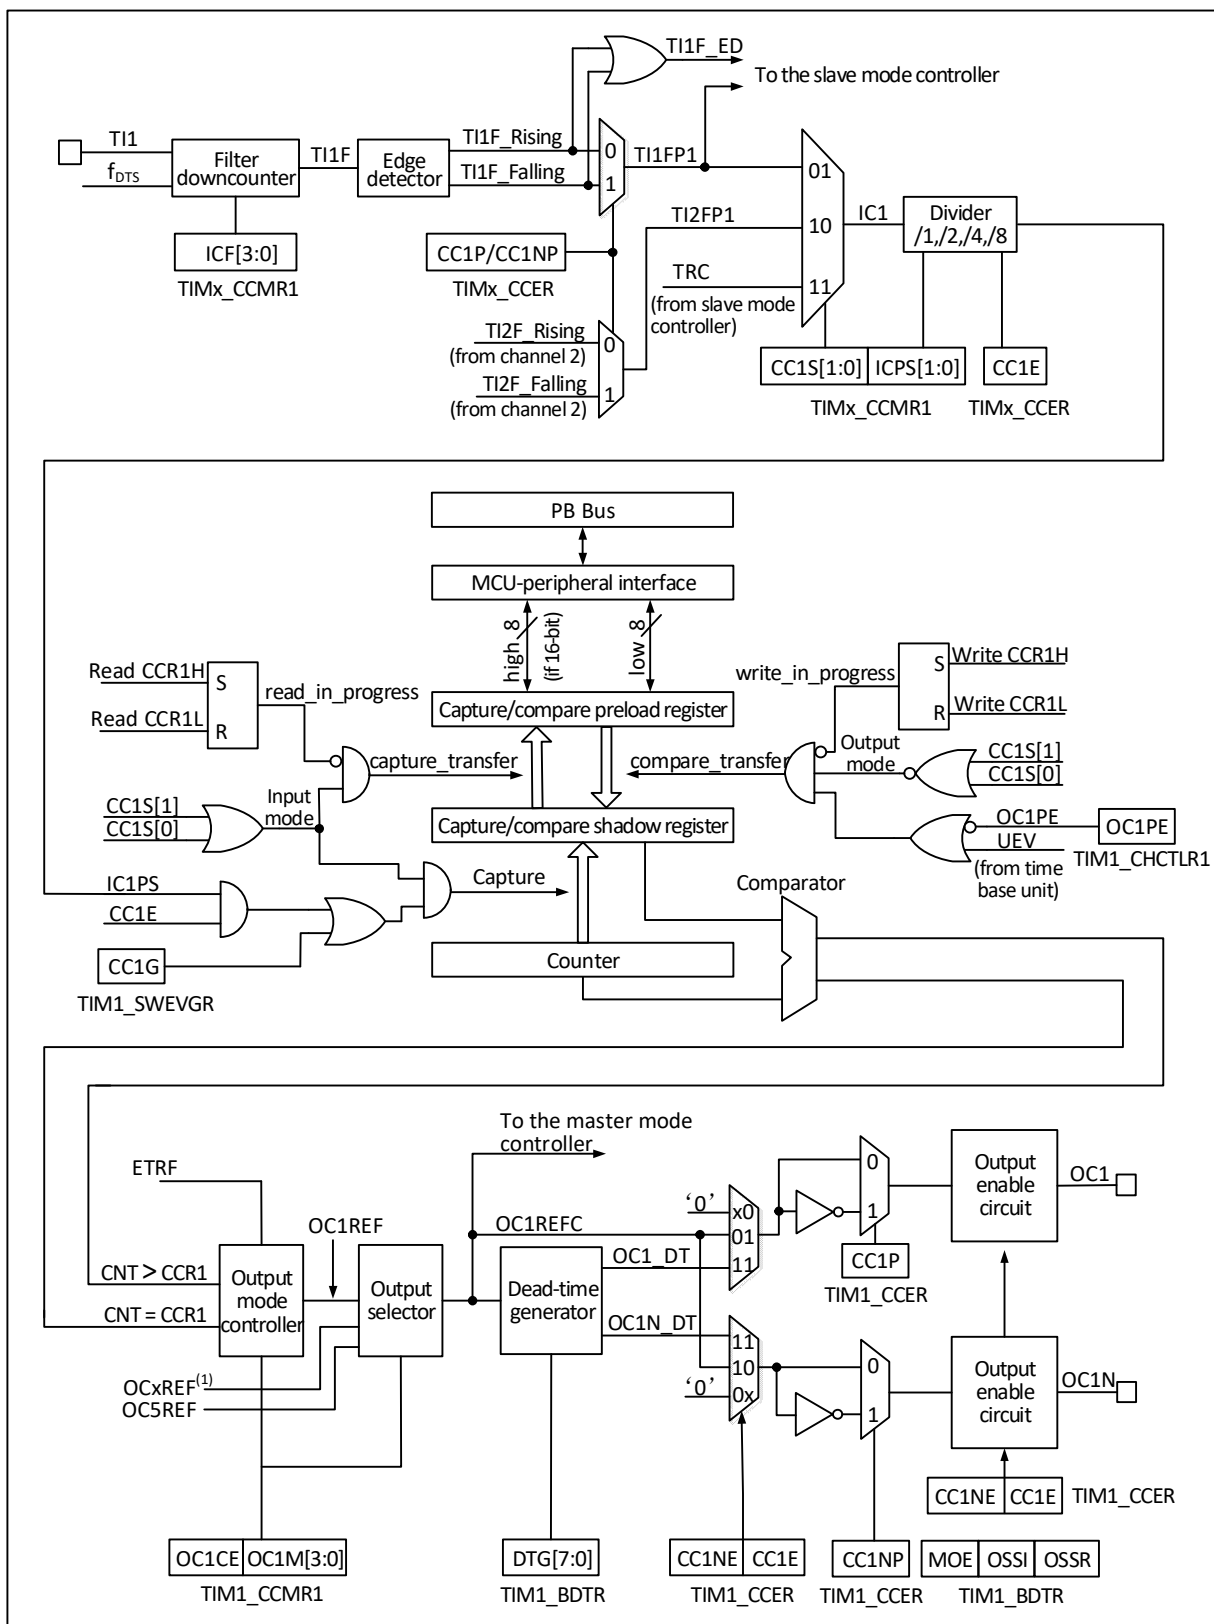 TI1F_ED
To the slave mode controller
TI1
fDTS
Filter
downcounter
TI1F
Edge
detector
TI1F_Rising
TI1F_Falling
0
1
TI1FP1
01
10
11
TI2FP1
TRC
(from slave mode
controller)
IC1
Divider
/1,/2,/4,/8
ICF[3:0]
TIMx_CCMR1
CC1P/CC1NP
TIMx_CCER
TI2F_Rising
(from channel 2)
TI2F_Falling
(from channel 2)
0
1
CC1S[1:0]
ICPS[1:0]
TIMx_CCMR1
CC1E
TIMx_CCER
PB Bus
MCU-peripheral interface
high
8
(if 16-bit)
low
8
Read CCR1H
Read CCR1L
S
R
read_in_progress
Capture/compare preload register
write_in_progress
S
R
Write CCR1H
Write CCR1L
capture_transfer
compare_transfer
Output
mode
CC1S[1]
CC1S[0]
CC1S[1]
CC1S[0]
Input
mode
Capture/compare shadow register
OC1PE
UEV
(from time
base unit)
OC1PE
TIM1_CHCTLR1
IC1PS
CC1E
Capture
Comparator
CC1G
TIM1_SWEVGR
Counter
To the master mode
controller
ETRF
OC1REF
CNT > CCR1
CNT = CCR1
Output
mode
controller
Output
selector
OCxREF(1)
OC5REF
OC1REFC
Dead-time
generator
OC1_DT
OC1N_DT
‘0’
x0
01
11
11
10
0x
‘0’
0
1
CC1P
TIM1_CCER
0
1
Output
enable
circuit
OC1
Output
enable
circuit
OC1N
CC1NE
CC1E
TIM1_CCER
OC1CE
OC1M[3:0]
TIM1_CCMR1
DTG[7:0]
TIM1_BDTR
CC1NE
CC1E
TIM1_CCER
CC1NP
TIM1_CCER
MOE
OSSI
OSSR
TIM1_BDTR